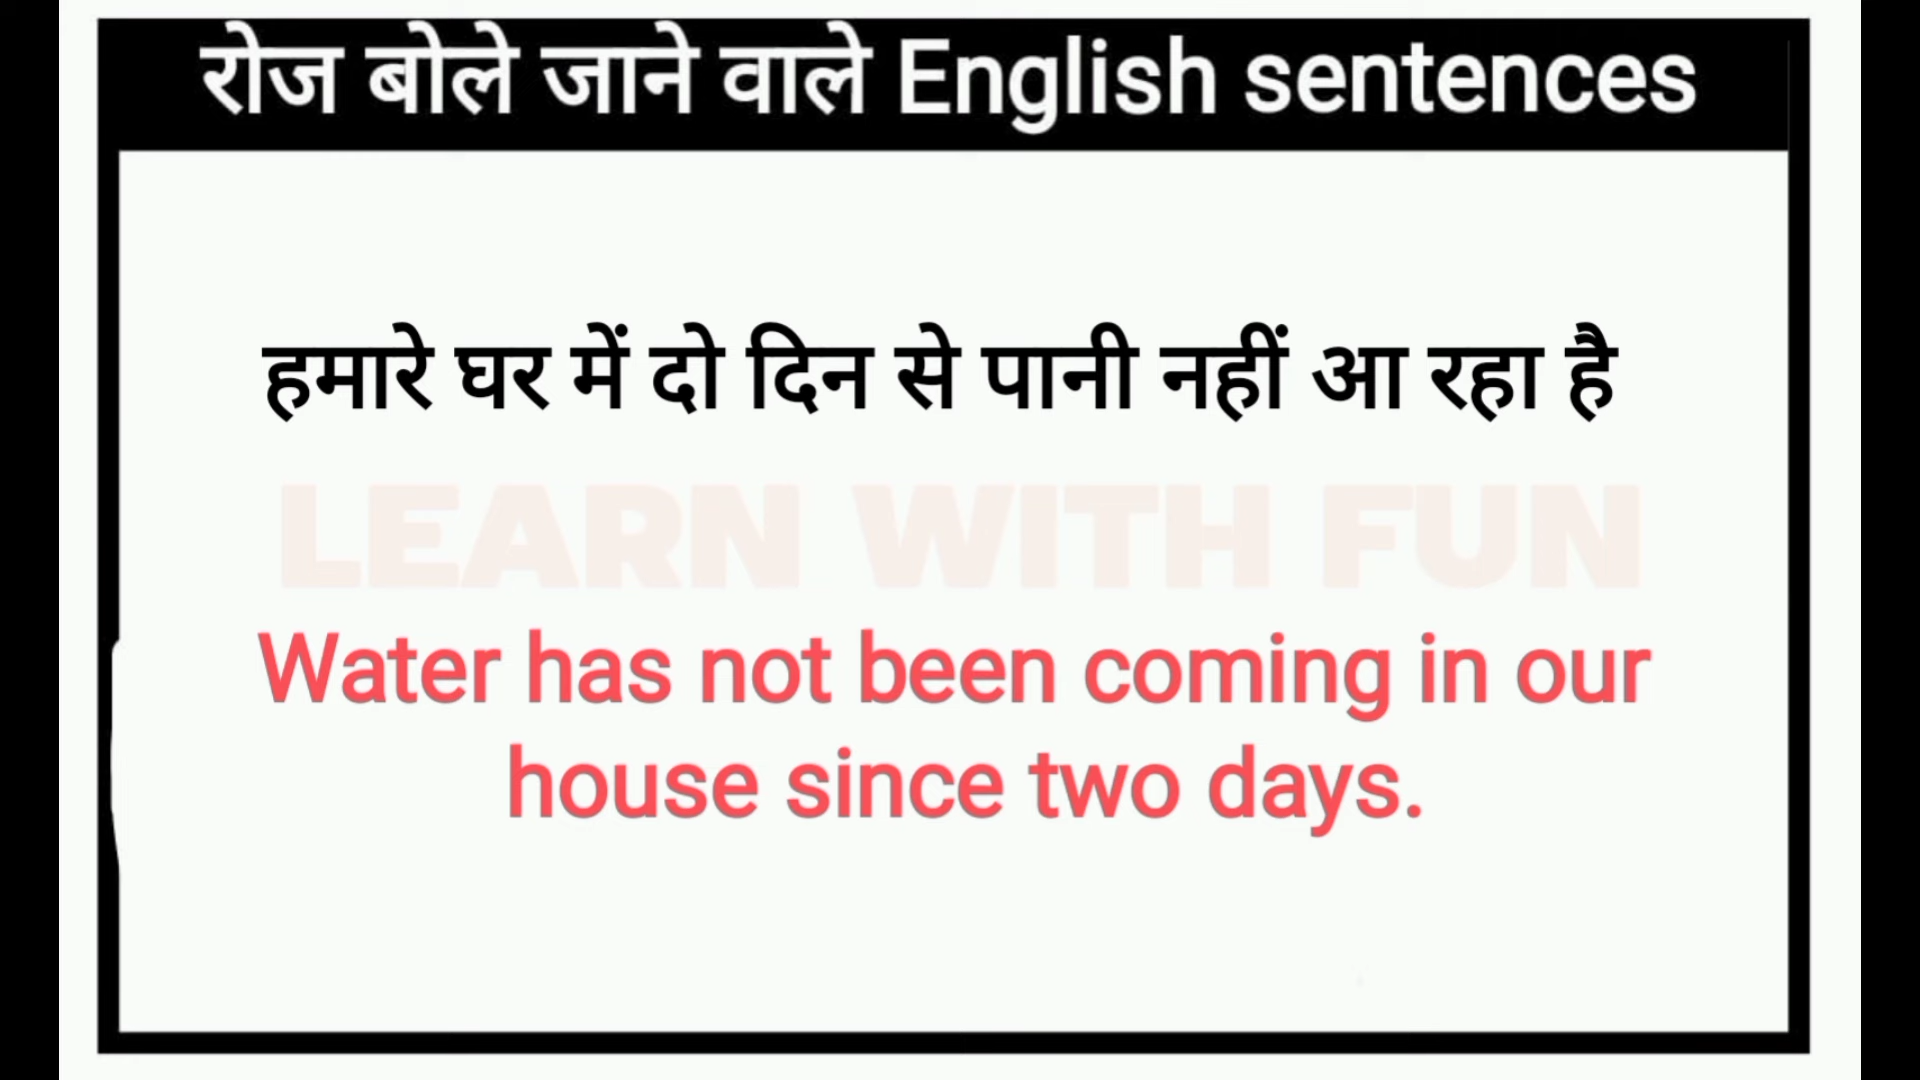 रोज बोले जाने वाले English sentences
हमारे घर में दो दिन से पानी नहीं आ रहा है
LEARN WITH FUN
Water has not been coming in our
house since two days.